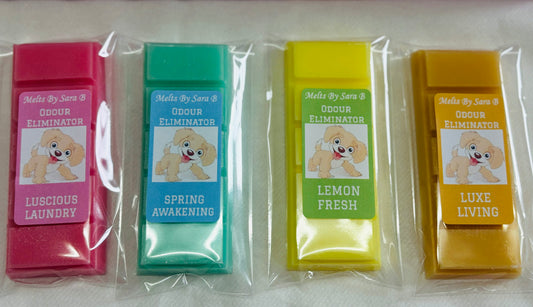 Melts By Sara B
Odour
Eliminator
Luscious
Laundry
Melts By Sara B
Odour
Eliminator
Spring
Awakening
Melts By Sara B
Odour
Eliminator
Lemon
Fresh
Melts By Sara B
Odour
Eliminator
Luxe
Living